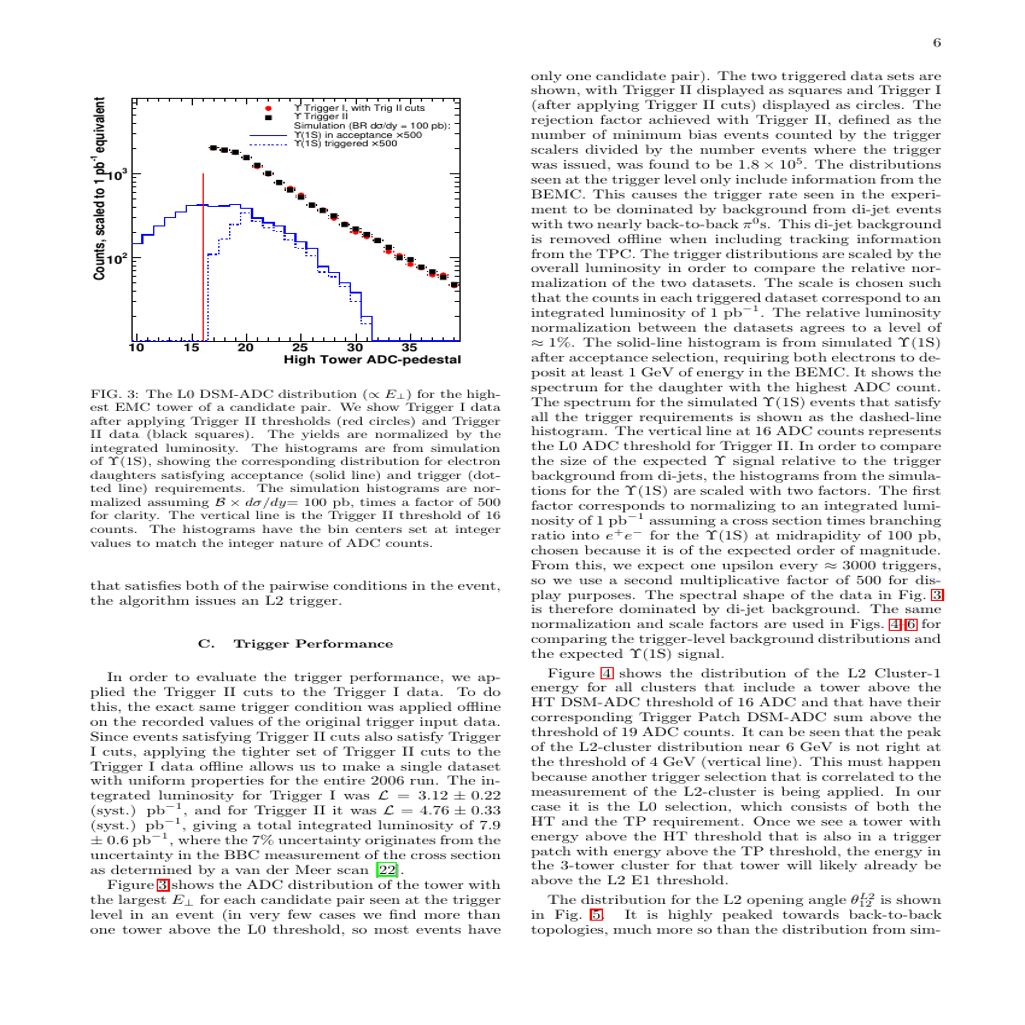 6
Counts, scaled to 1 pb-1 equivalent
ϒ Trigger I, with Trig II cuts
ϒ Trigger II
Simulation (BR dσ/dy = 100 pb):
ϒ(1S) in acceptance ×500
ϒ(1S) triggered ×500
10^3
10^2
10 15 20 25 30 35
High Tower ADC-pedestal
FIG. 3: The L0 DSM-ADC distribution (∝ E⊥) for the high-
est EMC tower of a candidate pair. We show Trigger I data
after applying Trigger II thresholds (red circles) and Trigger
II data (black squares). The yields are normalized by the
integrated luminosity. The histograms are from simulation
of ϒ(1S), showing the corresponding distribution for electron
daughters satisfying acceptance (solid line) and trigger (dot-
ted line) requirements. The simulation histograms are nor-
malized assuming B × dσ/dy= 100 pb, times a factor of 500
for clarity. The vertical line is the Trigger II threshold of 16
counts. The histograms have the bin centers set at integer
values to match the integer nature of ADC counts.
that satisfies both of the pairwise conditions in the event,
the algorithm issues an L2 trigger.
C. Trigger Performance
In order to evaluate the trigger performance, we ap-
plied the Trigger II cuts to the Trigger I data. To do
this, the exact same trigger condition was applied offline
on the recorded values of the original trigger input data.
Since events satisfying Trigger II cuts also satisfy Trigger
I cuts, applying the tighter set of Trigger II cuts to the
Trigger I data offline allows us to make a single dataset
with uniform properties for the entire 2006 run. The in-
tegrated luminosity for Trigger I was ℒ = 3.12 ± 0.22
(syst.) pb−1, and for Trigger II it was ℒ = 4.76 ± 0.33
(syst.) pb−1, giving a total integrated luminosity of 7.9
± 0.6 pb−1, where the 7% uncertainty originates from the
uncertainty in the BBC measurement of the cross section
as determined by a van der Meer scan [22].
Figure 3 shows the ADC distribution of the tower with
the largest E⊥ for each candidate pair seen at the trigger
level in an event (in very few cases we find more than
one tower above the L0 threshold, so most events have
only one candidate pair). The two triggered data sets are
shown, with Trigger II displayed as squares and Trigger I
(after applying Trigger II cuts) displayed as circles. The
rejection factor achieved with Trigger II, defined as the
number of minimum bias events counted by the trigger
scalers divided by the number events where the trigger
was issued, was found to be 1.8 × 10^5. The distributions
seen at the trigger level only include information from the
BEMC. This causes the trigger rate seen in the experi-
ment to be dominated by background from di-jet events
with two nearly back-to-back π0s. This di-jet background
is removed offline when including tracking information
from the TPC. The trigger distributions are scaled by the
overall luminosity in order to compare the relative nor-
malization of the two datasets. The scale is chosen such
that the counts in each triggered dataset correspond to an
integrated luminosity of 1 pb−1. The relative luminosity
normalization between the datasets agrees to a level of
≈ 1%. The solid-line histogram is from simulated ϒ(1S)
after acceptance selection, requiring both electrons to de-
posit at least 1 GeV of energy in the BEMC. It shows the
spectrum for the daughter with the highest ADC count.
The spectrum for the simulated ϒ(1S) events that satisfy
all the trigger requirements is shown as the dashed-line
histogram. The vertical line at 16 ADC counts represents
the L0 ADC threshold for Trigger II. In order to compare
the size of the expected ϒ signal relative to the trigger
background from di-jets, the histograms from the simula-
tions for the ϒ(1S) are scaled with two factors. The first
factor corresponds to normalizing to an integrated lumi-
nosity of 1 pb−1 assuming a cross section times branching
ratio into e+e− for the ϒ(1S) at midrapidity of 100 pb,
chosen because it is of the expected order of magnitude.
From this, we expect one upsilon every ≈ 3000 triggers,
so we use a second multiplicative factor of 500 for dis-
play purposes. The spectral shape of the data in Fig. 3
is therefore dominated by di-jet background. The same
normalization and scale factors are used in Figs. 4-6 for
comparing the trigger-level background distributions and
the expected ϒ(1S) signal.
Figure 4 shows the distribution of the L2 Cluster-1
energy for all clusters that include a tower above the
HT DSM-ADC threshold of 16 ADC and that have their
corresponding Trigger Patch DSM-ADC sum above the
threshold of 19 ADC counts. It can be seen that the peak
of the L2-cluster distribution near 6 GeV is not right at
the threshold of 4 GeV (vertical line). This must happen
because another trigger selection that is correlated to the
measurement of the L2-cluster is being applied. In our
case it is the L0 selection, which consists of both the
HT and the TP requirement. Once we see a tower with
energy above the HT threshold that is also in a trigger
patch with energy above the TP threshold, the energy in
the 3-tower cluster for that tower will likely already be
above the L2 E1 threshold.
The distribution for the L2 opening angle θ12^L2 is shown
in Fig. 5. It is highly peaked towards back-to-back
topologies, much more so than the distribution from sim-